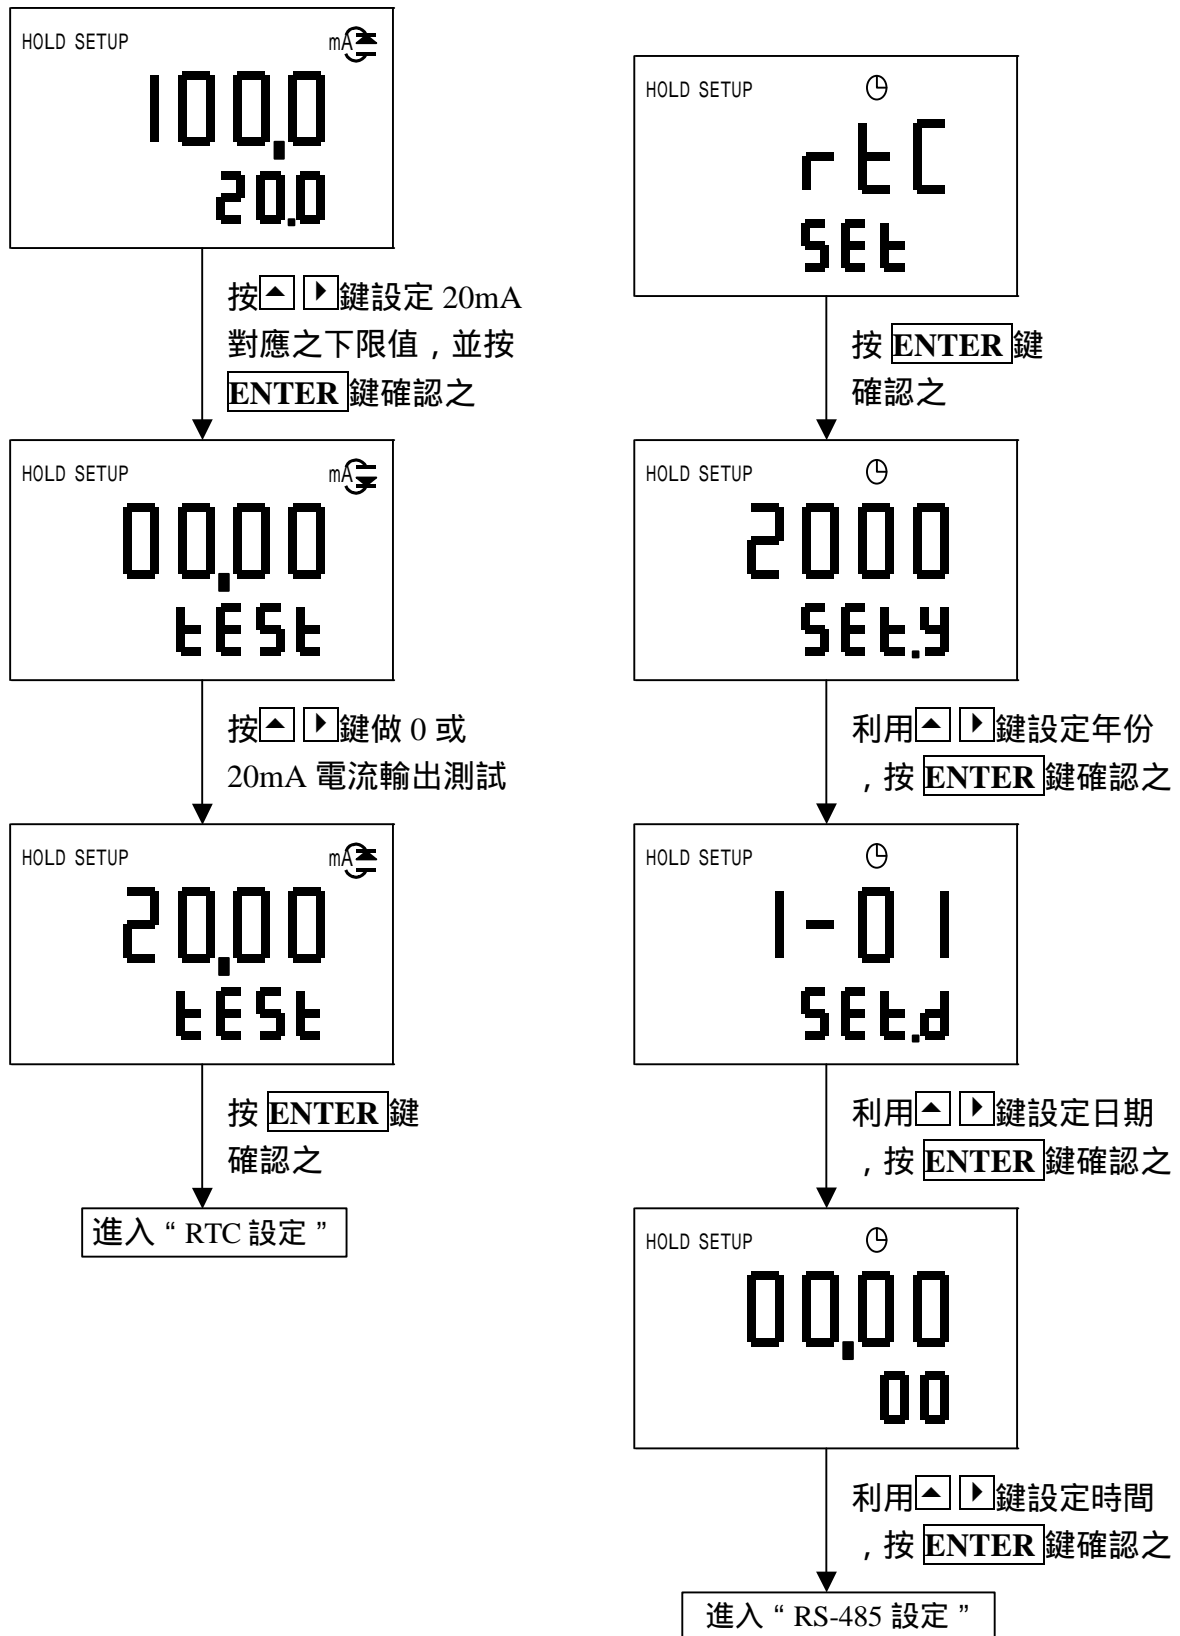 HOLD SETUP mA
100.0
20.0
按▲ ▶鍵設定 20mA
對應之下限值，並按
ENTER 鍵確認之
HOLD SETUP mA
00.00
tESt
按▲ ▶鍵做 0 或
20mA 電流輸出測試
HOLD SETUP mA
20.00
tESt
按 ENTER 鍵
確認之
進入“ RTC 設定 ”
HOLD SETUP
rtC
SEt
按 ENTER 鍵
確認之
HOLD SETUP
2000
SEt.y
利用▲ ▶鍵設定年份
，按 ENTER 鍵確認之
HOLD SETUP
1-01
SEt.d
利用▲ ▶鍵設定日期
，按 ENTER 鍵確認之
HOLD SETUP
00.00
00
利用▲ ▶鍵設定時間
，按 ENTER 鍵確認之
進入“ RS-485 設定 ”